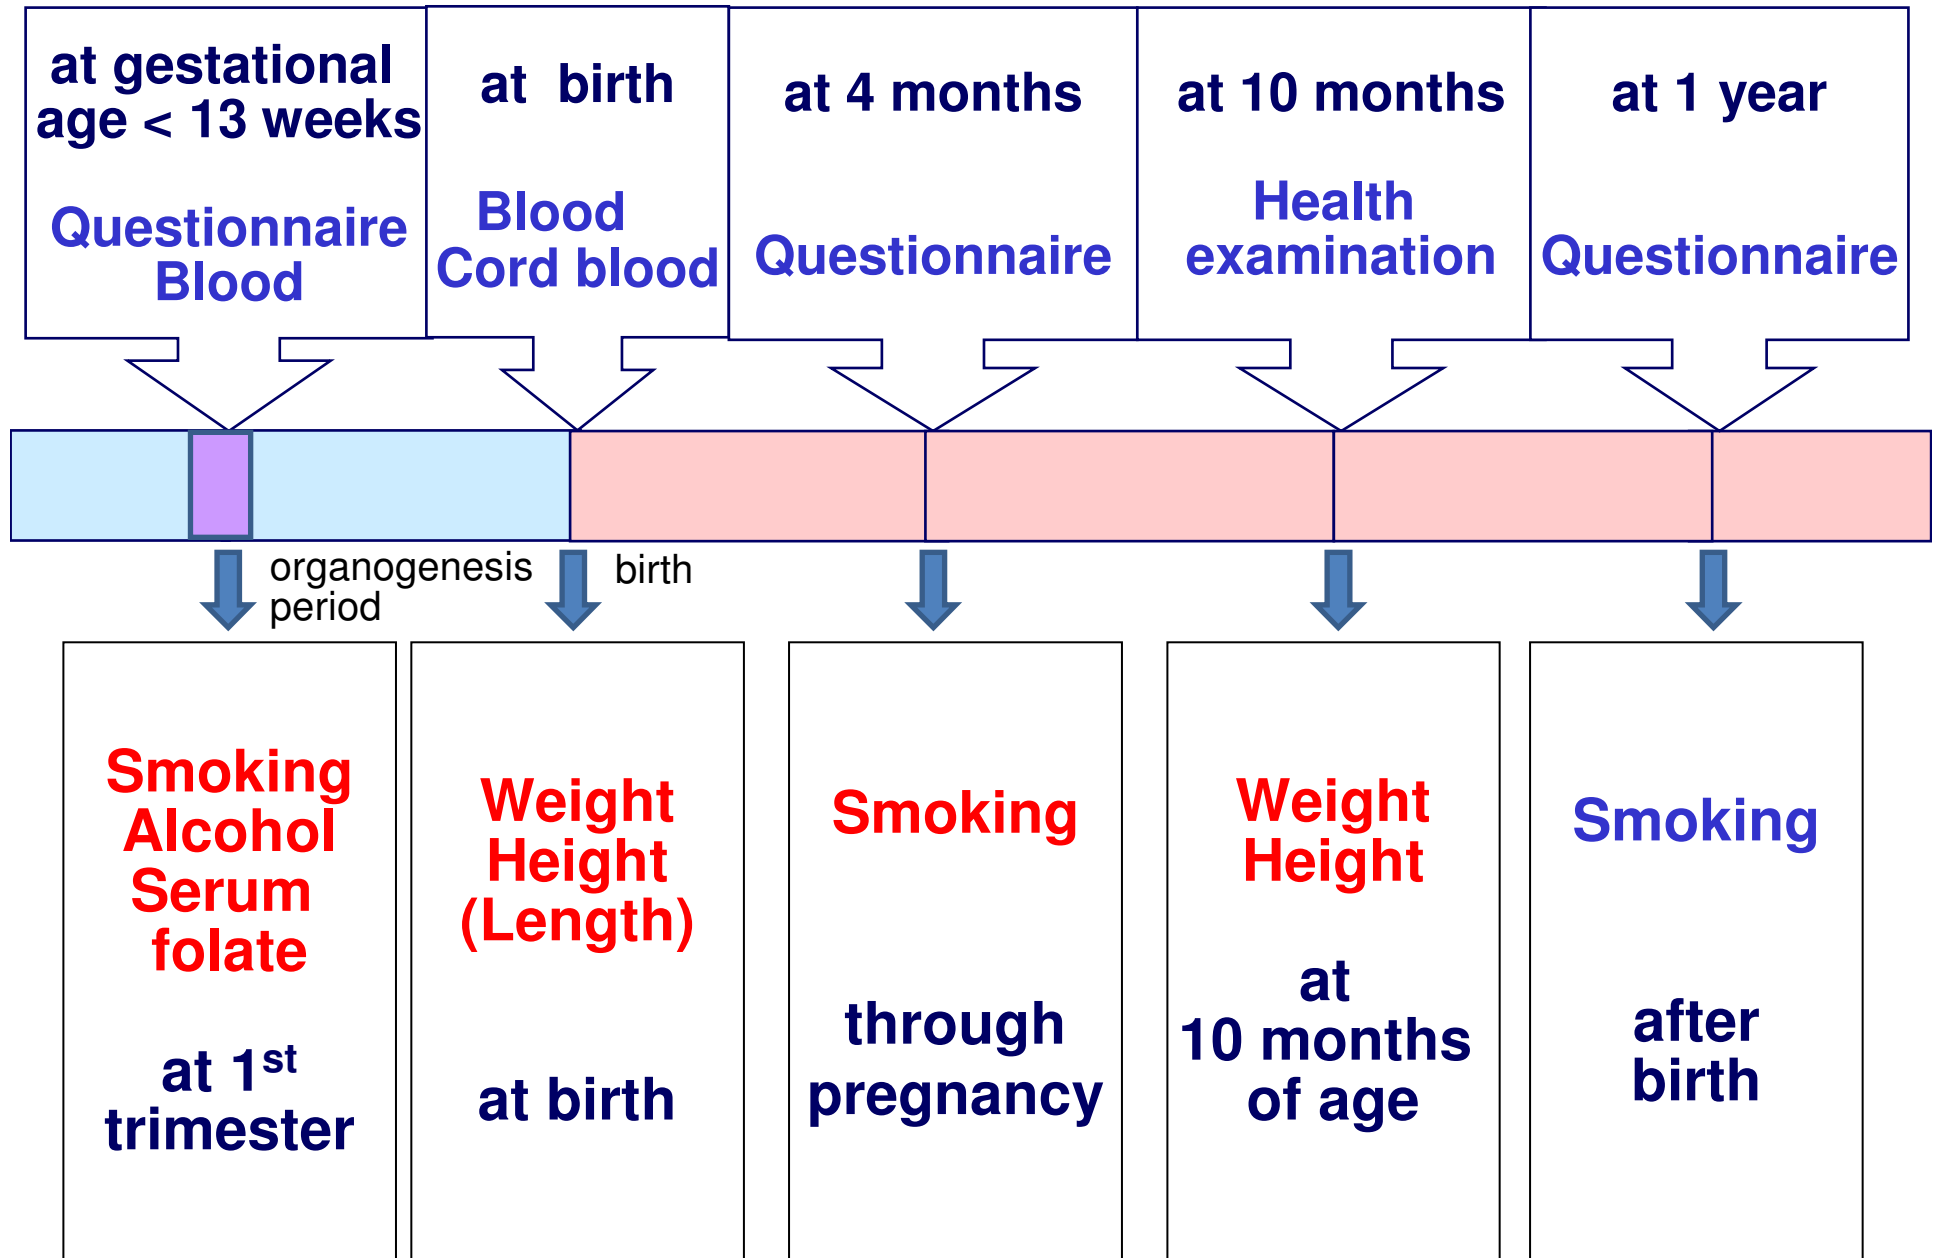 at gestational
age < 13 weeks
Questionnaire
Blood
at birth
Blood
Cord blood
at 4 months
Questionnaire
at 10 months
Health
examination
at 1 year
Questionnaire
organogenesis
period
birth
Smoking
Alcohol
Serum
folate
at 1st
trimester
Weight
Height
(Length)
at birth
Smoking
through
pregnancy
Weight
Height
at
10 months
of age
Smoking
after
birth